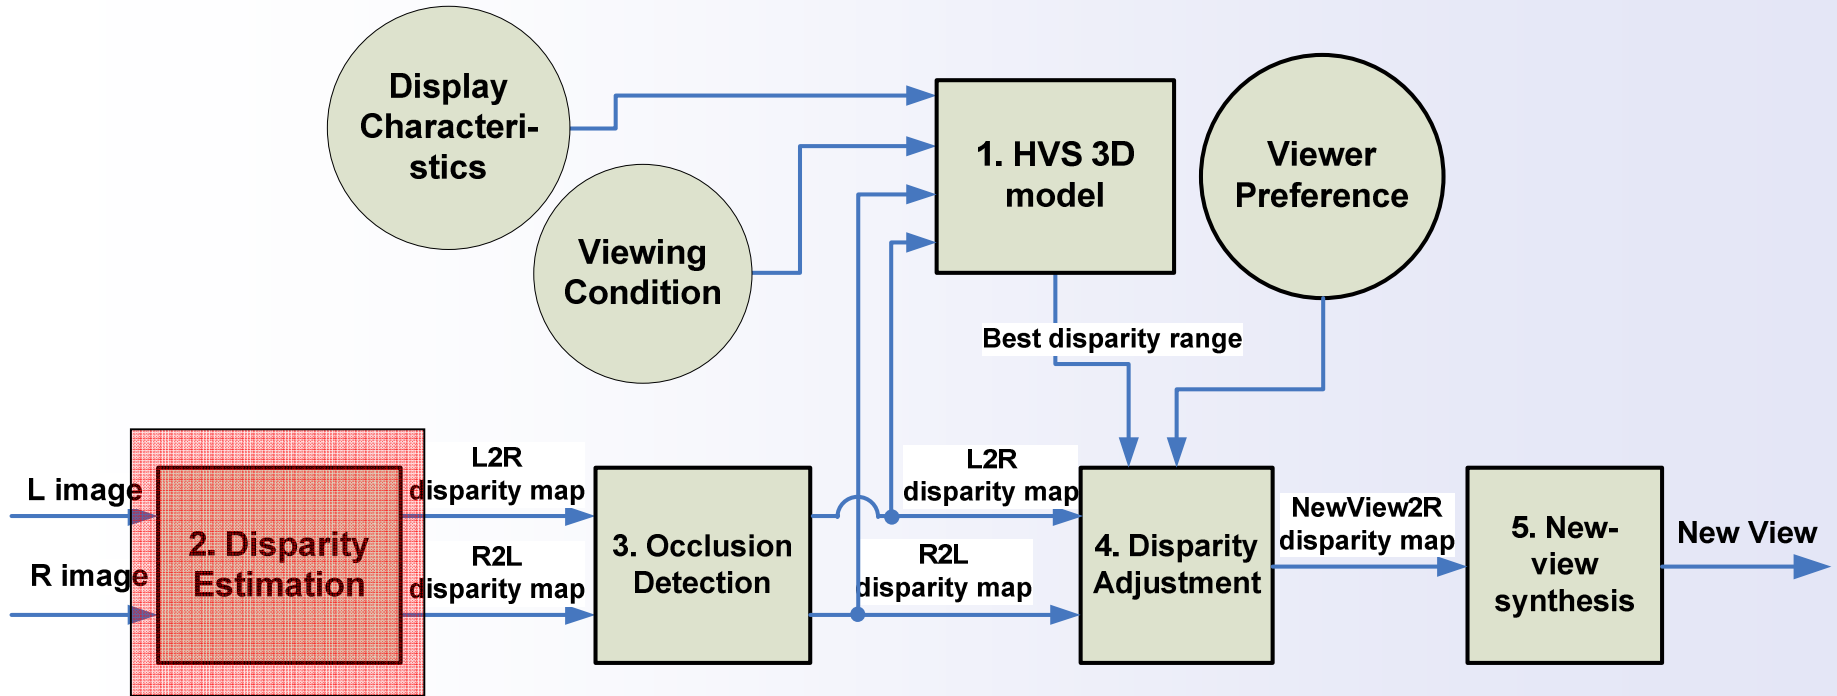 Display
Characteri-
stics
Viewing
Condition
1. HVS 3D
model
Viewer
Preference
Best disparity range
L image
R image
2. Disparity
Estimation
L2R
disparity map
R2L
disparity map
3. Occlusion
Detection
L2R
disparity map
R2L
disparity map
4. Disparity
Adjustment
NewView2R
disparity map
5. New-
view
synthesis
New View